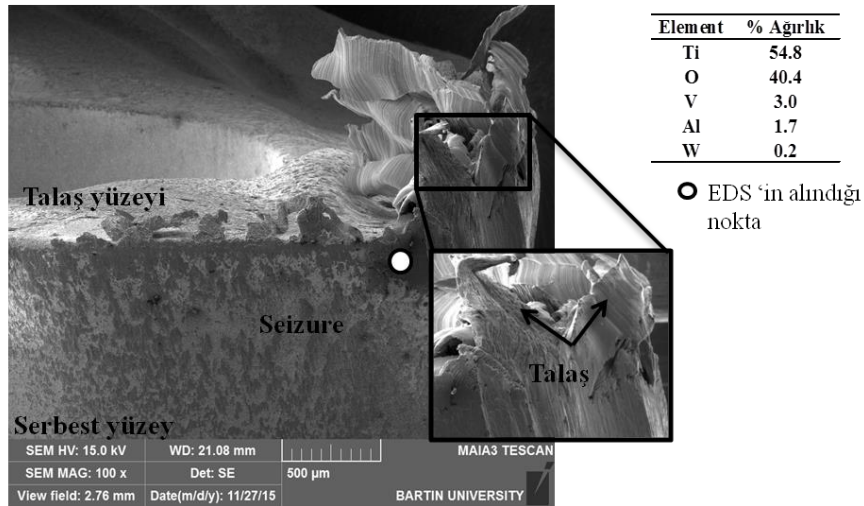 Element % Ağırlık
Ti 54.8
O 40.4
V 3.0
Al 1.7
W 0.2
EDS ‘in alındığı
nokta
Talaş yüzeyi
Seizure
Talaş
Serbest yüzey
SEM HV: 15.0 kV WD: 21.08 mm MAIA3 TESCAN
SEM MAG: 100 x Det: SE 500 µm
View field: 2.76 mm Date(m/d/y): 11/27/15 BARTIN UNIVERSITY